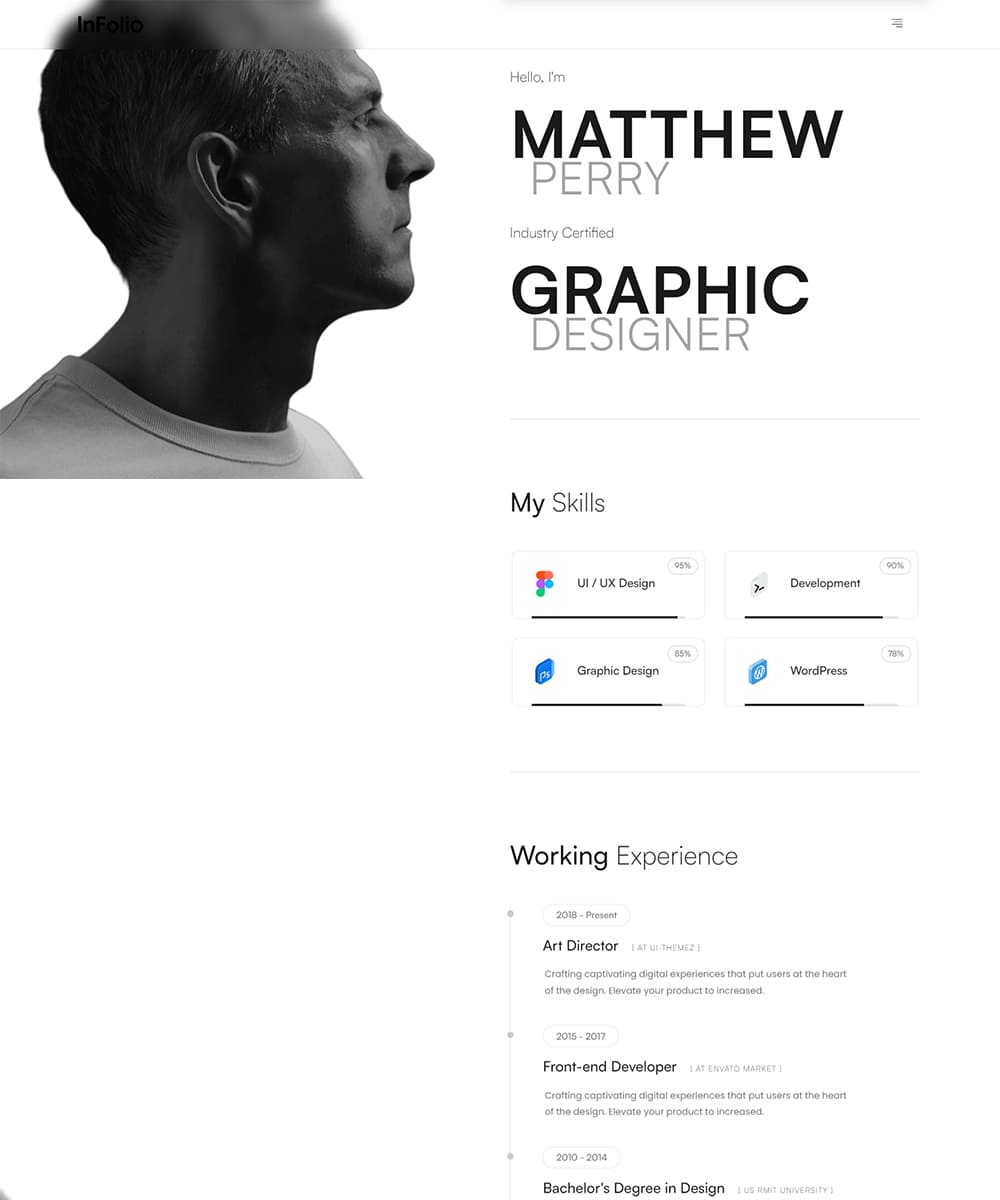 InFolio
Hello, I'm
MATTHEW
PERRY
Industry Certified
GRAPHIC
DESIGNER
My Skills
95%
UI / UX Design
90%
Development
85%
Ps
Graphic Design
78%
WordPress
Working Experience
2018 - Present
Art Director [ AT UI-THEMEZ ]
Crafting captivating digital experiences that put users at the heart
of the design. Elevate your product to increased.
2015 - 2017
Front-end Developer [ AT ENVATO MARKET ]
Crafting captivating digital experiences that put users at the heart
of the design. Elevate your product to increased.
2010 - 2014
Bachelor's Degree in Design [ US RMIT UNIVERSITY ]